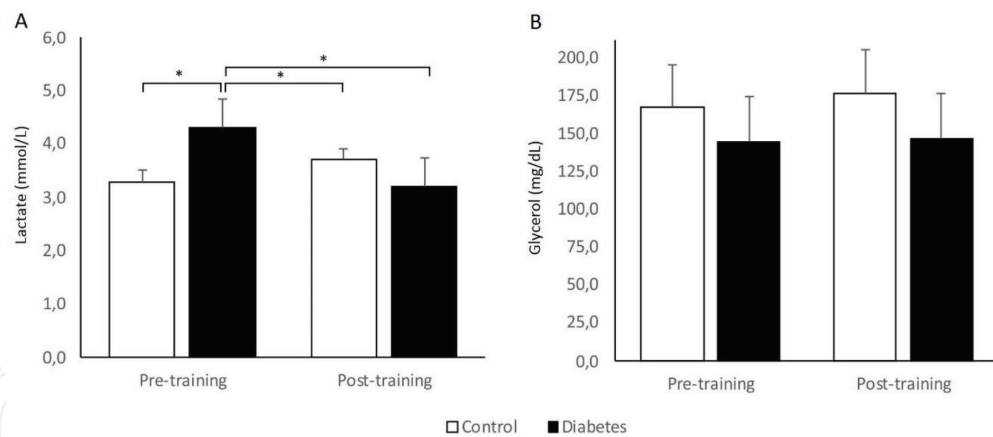 A
Lactate (mmol/L)
6,0
5,0
4,0
3,0
2,0
1,0
0,0
*
*
*
Pre-training
Post-training
B
Glycerol (mg/dL)
200,0
175,0
150,0
125,0
100,0
75,0
50,0
25,0
0,0
Pre-training
Post-training
Control
Diabetes